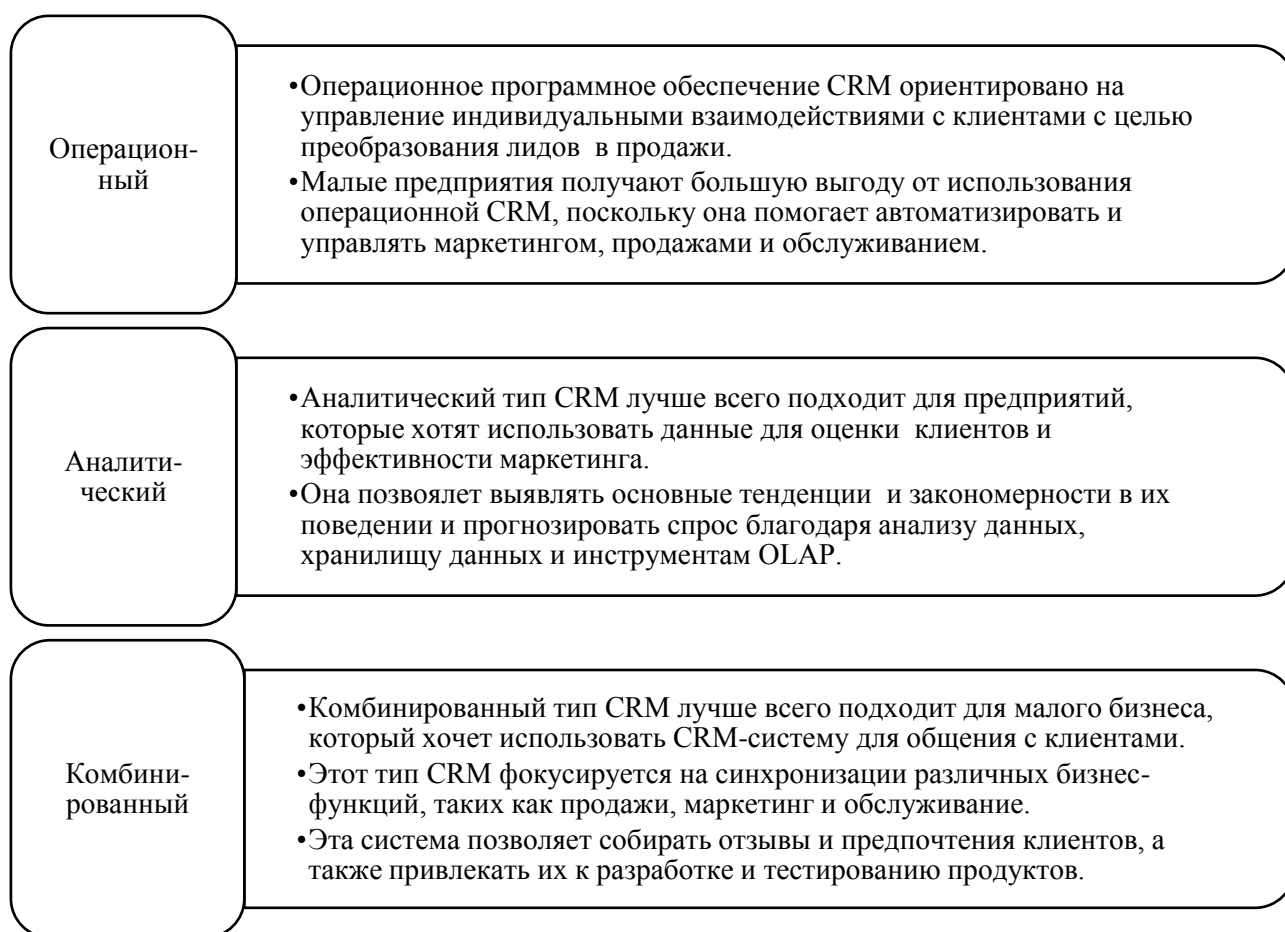 Операцион-
ный
•Операционное программное обеспечение CRM ориентировано на
управление индивидуальными взаимодействиями с клиентами с целью
преобразования лидов  в продажи.
•Малые предприятия получают большую выгоду от использования
операционной CRM, поскольку она помогает автоматизировать и
управлять маркетингом, продажами и обслуживанием.
Аналити-
ческий
•Аналитический тип CRM лучше всего подходит для предприятий,
которые хотят использовать данные для оценки  клиентов и
эффективности маркетинга.
•Она позвоялет выявлять основные тенденции  и закономерности в их
поведении и прогнозировать спрос благодаря анализу данных,
хранилищу данных и инструментам OLAP.
Комбини-
рованный
•Комбинированный тип CRM лучше всего подходит для малого бизнеса,
который хочет использовать CRM-систему для общения с клиентами.
•Этот тип CRM фокусируется на синхронизации различных бизнес-
функций, таких как продажи, маркетинг и обслуживание.
•Эта система позволяет собирать отзывы и предпочтения клиентов, а
также привлекать их к разработке и тестированию продуктов.